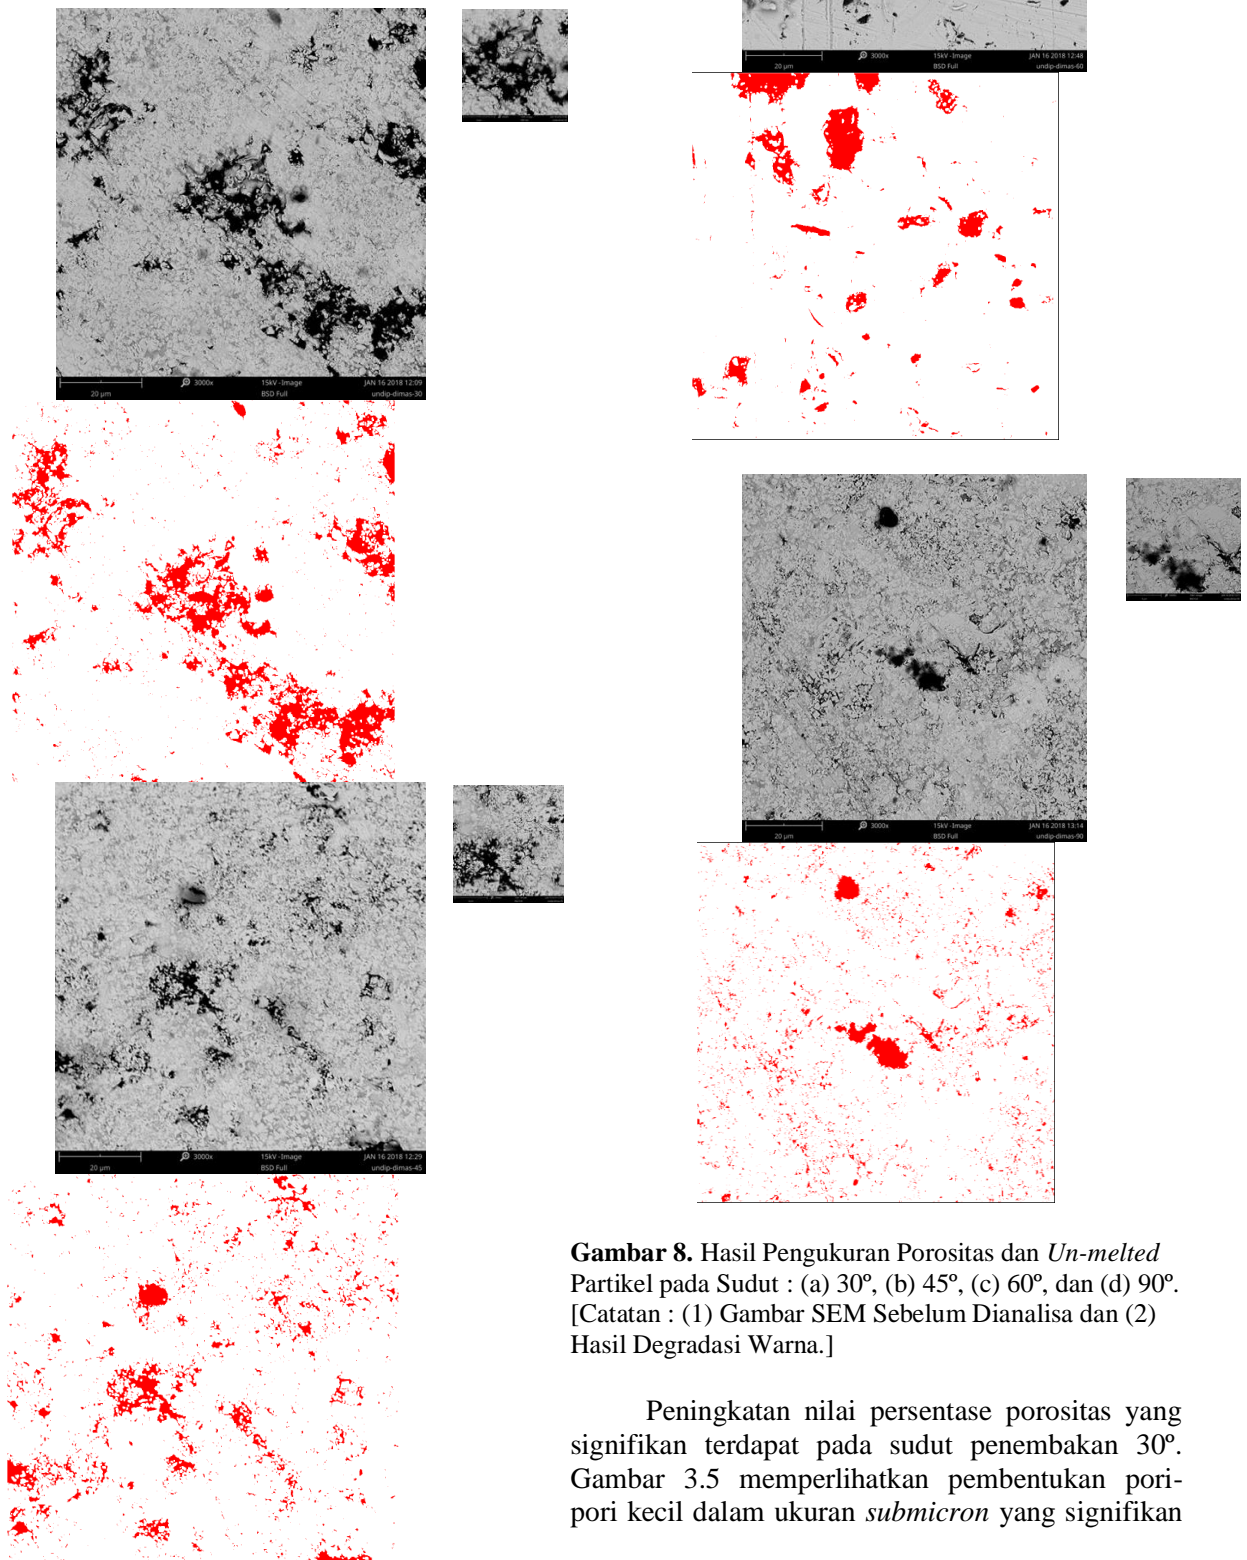 20 µm 3000x 15kV -Image JAN 16 2018 12:09
BSD Full undip-dimas-30
20 µm 3000x 15kV -Image JAN 16 2018 12:29
BSD Full undip-dimas-45
20 µm 3000x 15kV -Image JAN 16 2018 12:48
BSD Full undip-dimas-60
20 µm 3000x 15kV -Image JAN 16 2018 13:14
BSD Full undip-dimas-90
Gambar 8. Hasil Pengukuran Porositas dan Un-melted
Partikel pada Sudut : (a) 30º, (b) 45º, (c) 60º, dan (d) 90º.
[Catatan : (1) Gambar SEM Sebelum Dianalisa dan (2)
Hasil Degradasi Warna.]
Peningkatan nilai persentase porositas yang
signifikan terdapat pada sudut penembakan 30º.
Gambar 3.5 memperlihatkan pembentukan pori-
pori kecil dalam ukuran submicron yang signifikan